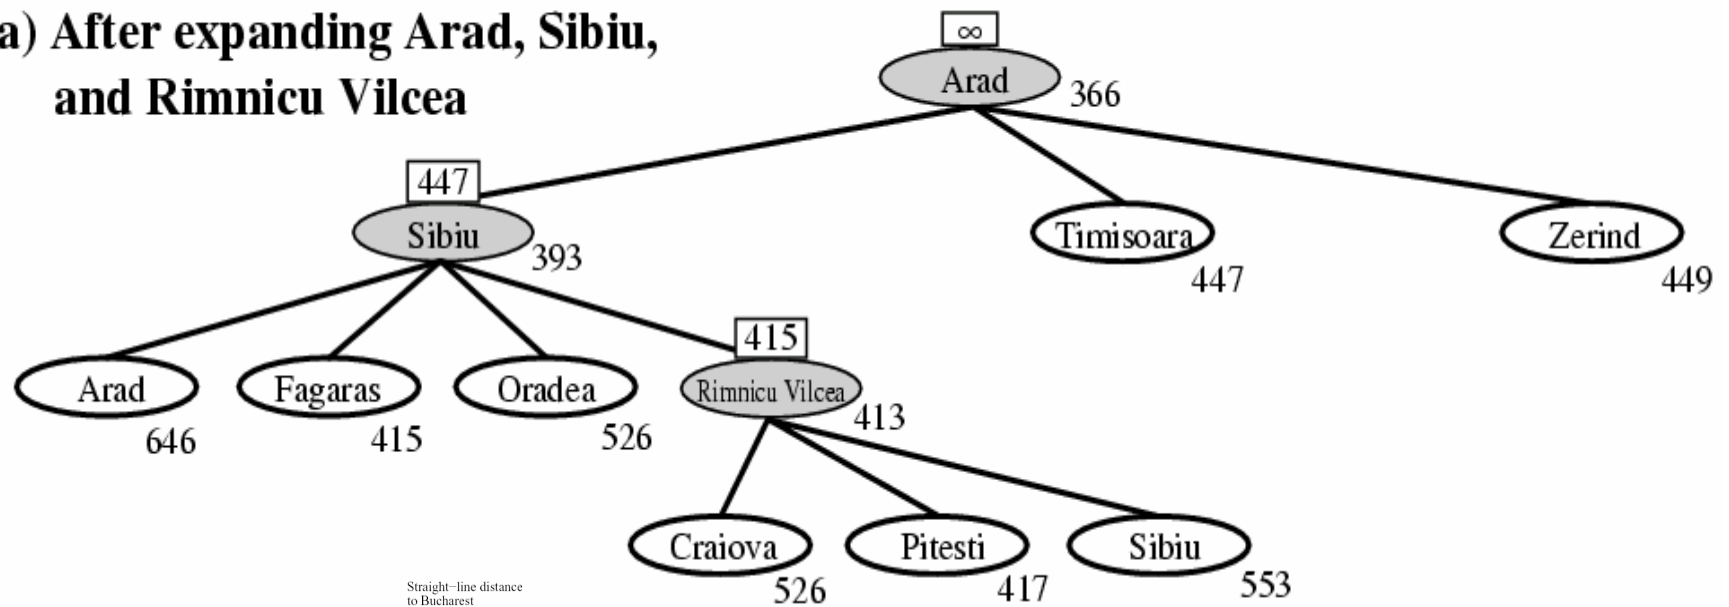 a) After expanding Arad, Sibiu,
and Rimnicu Vilcea
∞
Arad
366
447
Sibiu
393
Timisoara
447
Zerind
449
Arad
646
Fagaras
415
Oradea
526
415
Rimnicu Vilcea
413
Craiova
526
Pitesti
417
Sibiu
553
Straight−line distance
to Bucharest